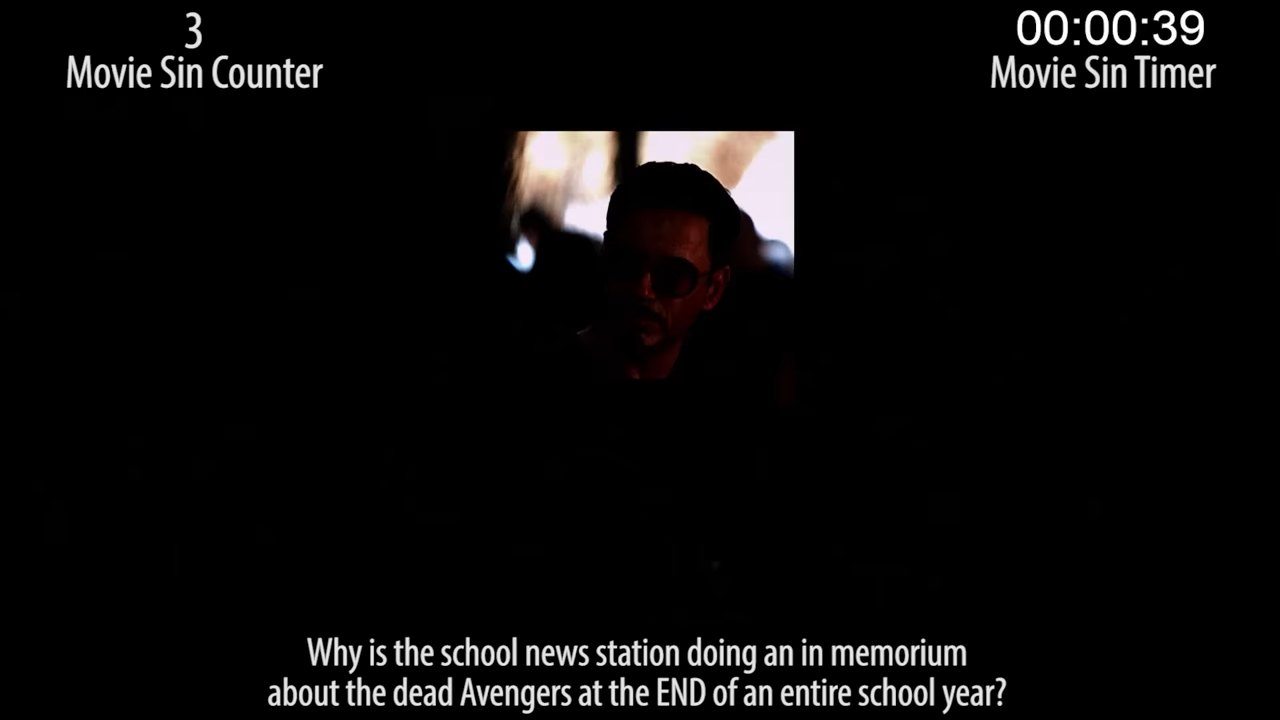 3
Movie Sin Counter
00:00:39
Movie Sin Timer
Why is the school news station doing an in memorium
about the dead Avengers at the END of an entire school year?